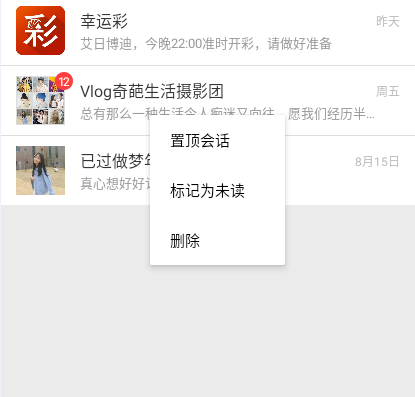 彩
幸运彩
昨天
艾日博迪，今晚22:00准时开彩，请做好准备
12
Vlog奇葩生活摄影团
周五
总有那么一种生活令人痴迷又向往，愿我们经历半...
置顶会话
已过做梦
8月15日
真心想好好
标记为未读
删除